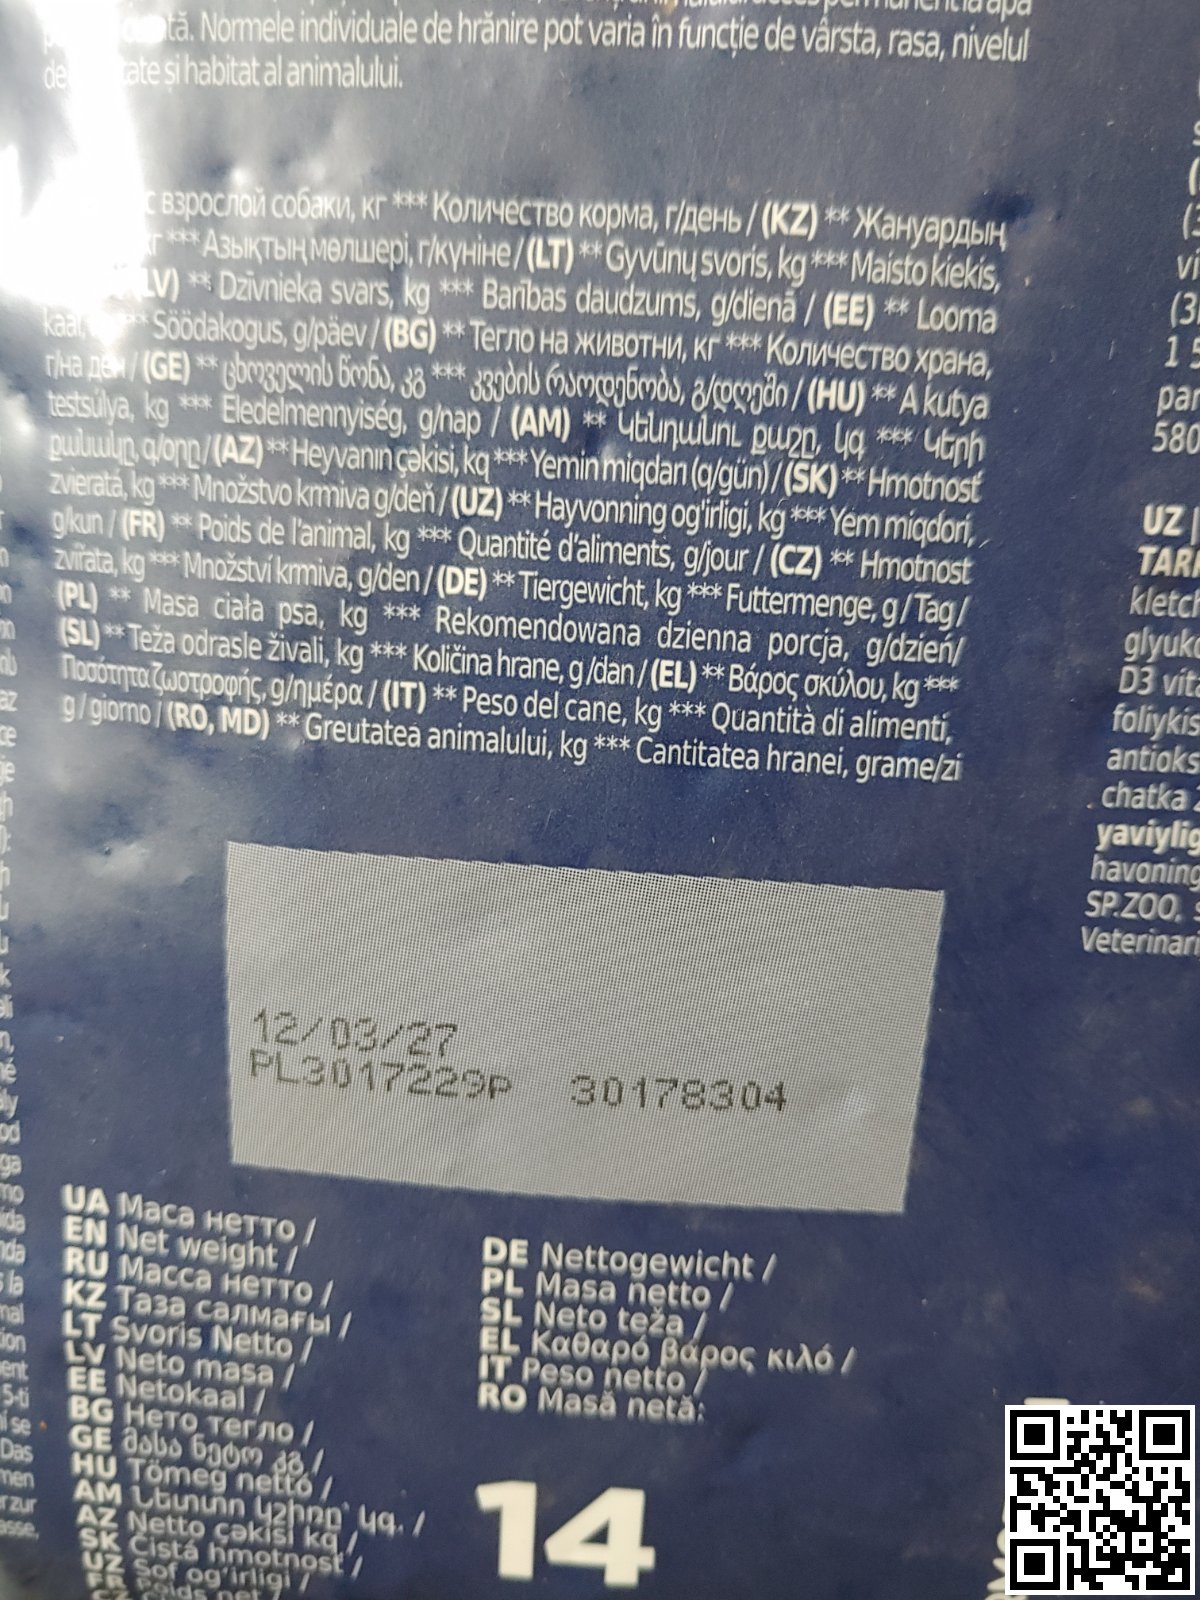 tă. Normele individuale de hrănire pot varia în funcție de vârsta, rasa, nivelul
și habitat al animalului.
взрослой собаки, кг *** Количество корма, г/день / (KZ) ** Жануардың
*** Азықтың мөлшері, г/күніне / (LT) ** Gyvūnų svoris, kg *** Maisto kiekis,
LV) ** Dzīvnieka svars, kg *** Barības daudzums, g/dienā / (EE) ** Looma
*** Söödakogus, g/päev / (BG) ** Тегло на животни, кг *** Количество храна,
г/на ден / (GE) ** ცხოველის წონა, კგ *** კვების რაოდენობა, გ/დღეში / (HU) ** A kutya
testsúlya, kg *** Eledelmennyiség, g/nap / (AM) ** Կենդանու քաշը, կգ *** Կերի
քանակը, գ/օրը / (AZ) ** Heyvanın çəkisi, kq *** Yemin miqdarı (q/gün) / (SK) ** Hmotnosť
zvieratá, kg *** Množstvo krmiva g/deň / (UZ) ** Hayvonning og'irligi, kg *** Yem miqdori,
g/kun / (FR) ** Poids de l'animal, kg *** Quantité d'aliments, g/jour / (CZ) ** Hmotnost
zvířata, kg *** Množství krmiva, g/den / (DE) ** Tiergewicht, kg *** Futtermenge, g / Tag /
(PL) ** Masa ciała psa, kg *** Rekomendowana dzienna porcja, g/dzień/
(SL) ** Teža odrasle živali, kg *** Količina hrane, g /dan / (EL) ** Βάρος σκύλου, kg ***
Ποσότητα ζωοτροφής, g/ημέρα / (IT) ** Peso del cane, kg *** Quantità di alimenti,
g / giorno / (RO, MD) ** Greutatea animalului, kg *** Cantitatea hranei, grame/zi
12/03/27
PL3017229P 30178304
UA Маса нетто /
EN Net weight /
RU Масса нетто /
KZ Таза салмағы /
LT Svoris Netto /
LV Neto masa /
EE Netokaal /
BG Нето тегло /
GE მასა ნეტო კგ /
HU Tömeg nettó /
AM Նետտո կշիռը՝ կգ. /
AZ Netto çəkisi kq /
SK Čistá hmotnosť /
UZ Sof og'irligi /
FR Poids net /
DE Nettogewicht /
PL Masa netto /
SL Neto teža /
EL Καθαρό βάρος κιλό /
IT Peso netto /
RO Masă netă:
14
UZ |
kletch
glyuko
D3 vita
foliykis
antioks
chatka
yaviylig
havoning
SP.ZOO.
Veterinari